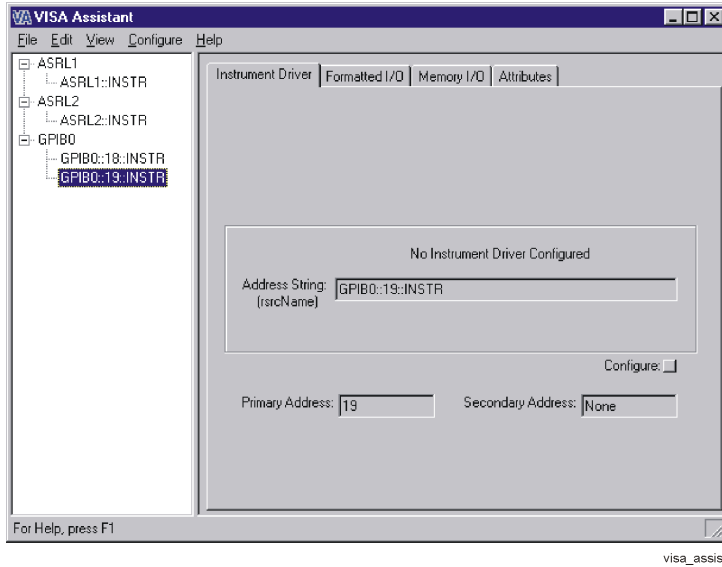 VA VISA Assistant
File Edit View Configure Help
ASRL1
ASRL1::INSTR
ASRL2
ASRL2::INSTR
GPIB0
GPIB0::18::INSTR
GPIB0::19::INSTR
Instrument Driver Formatted I/O Memory I/O Attributes
No Instrument Driver Configured
Address String: GPIB0::19::INSTR
(rsrcName)
Configure:
Primary Address: 19 Secondary Address: None
For Help, press F1
visa_assis